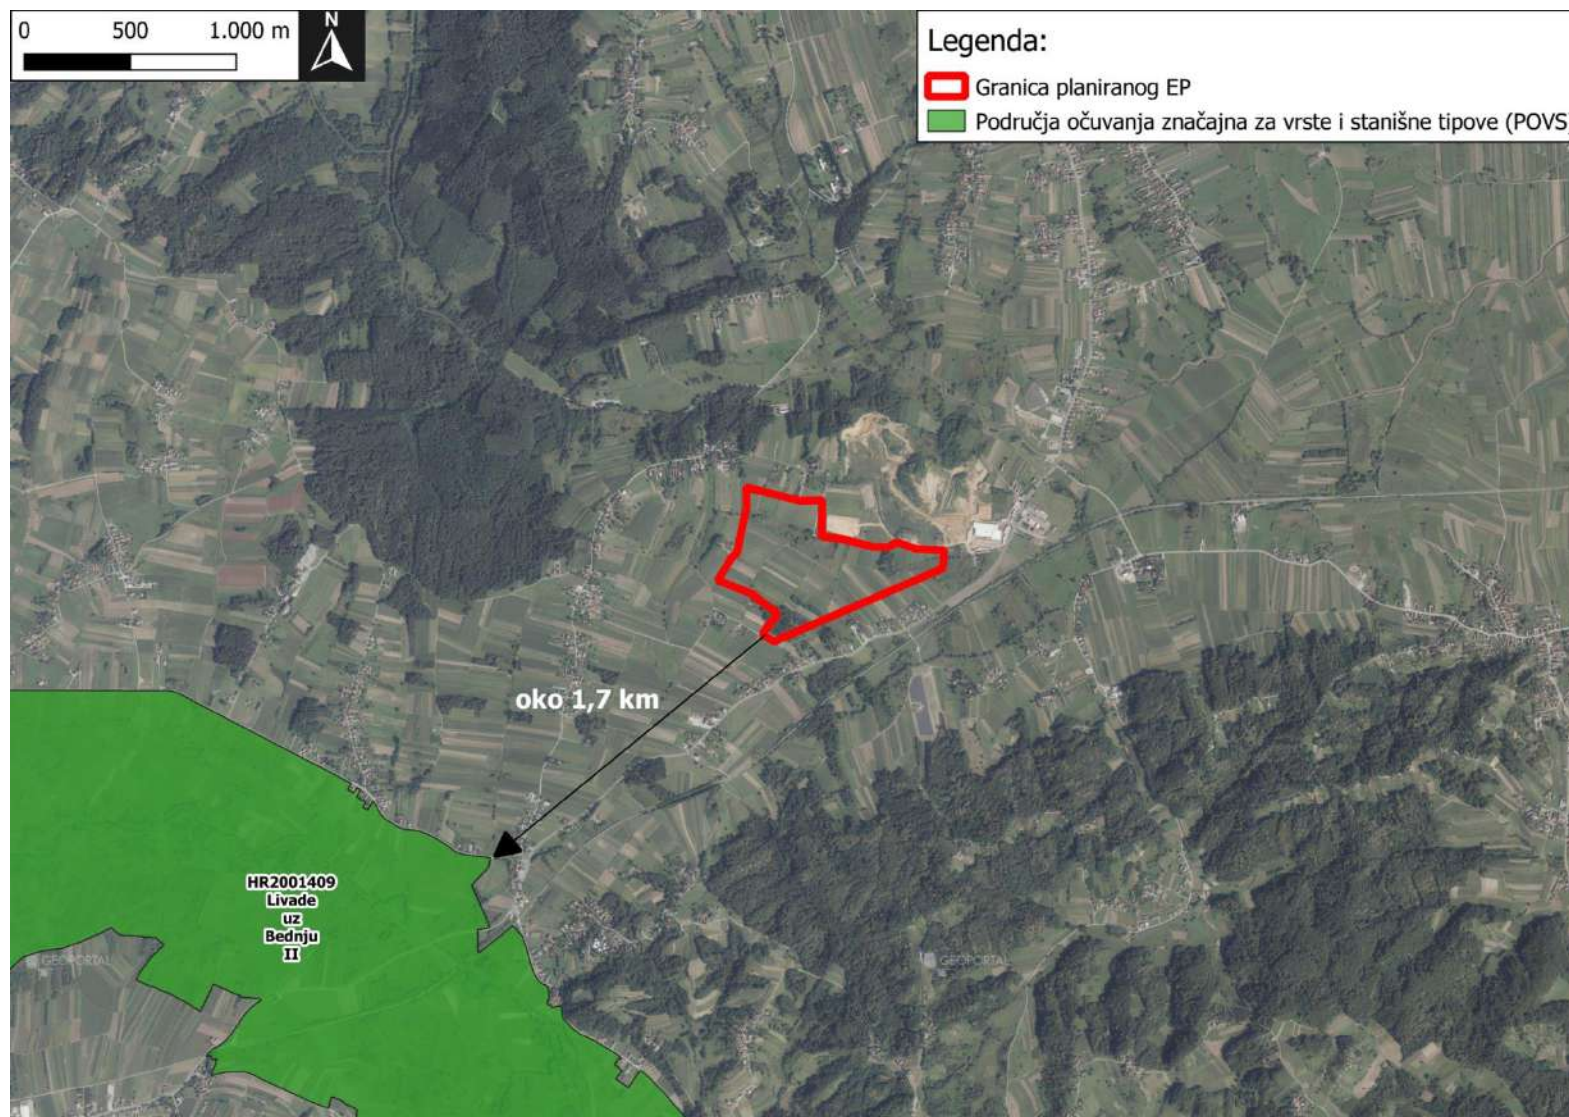 0 500 1.000 m
N
Legenda:
Granica planiranog EP
Područja očuvanja značajna za vrste i stanišne tipove (POVS)
oko 1,7 km
HR2001409
Livade
uz
Bednju
II
GEOPORTAL
GEOPORTAL